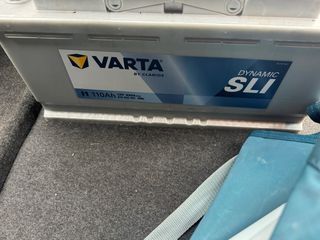 VARTA
BY CLARIOS
DYNAMIC
SLI
110Ah